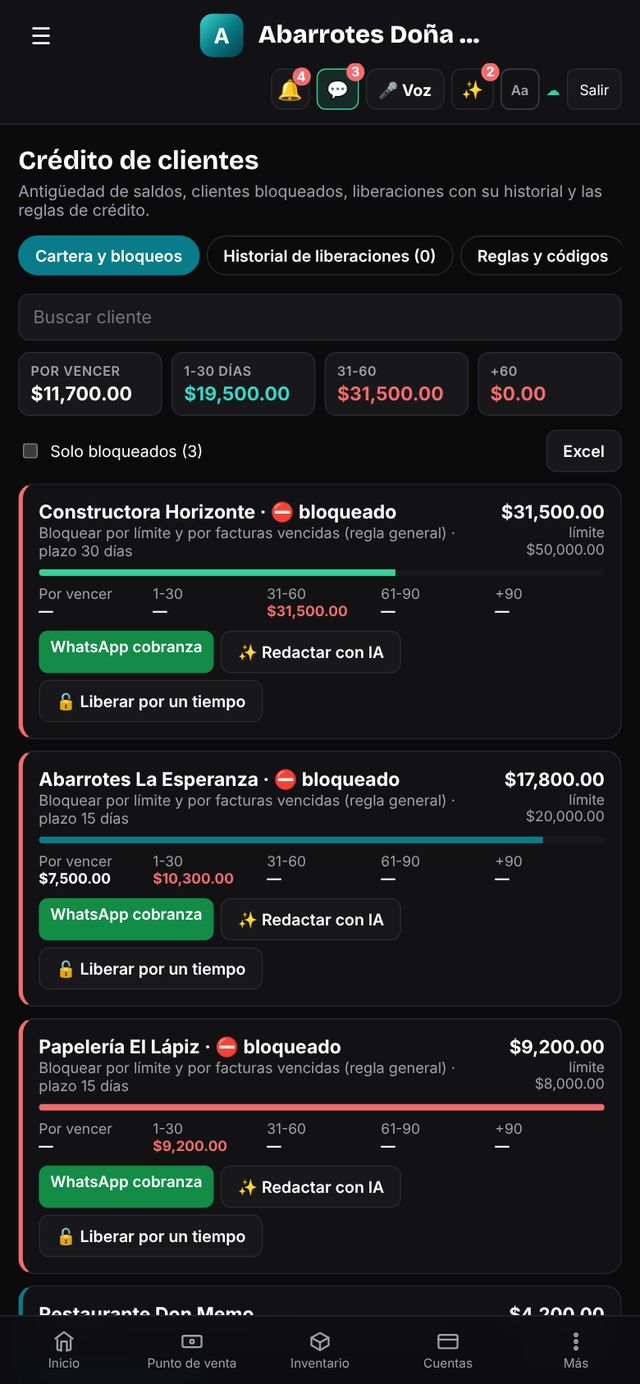 ☰ A Abarrotes Doña ...
🔔 4 💬 3 🎤 Voz ✨ 2 Aa ☁ Salir
Crédito de clientes
Antigüedad de saldos, clientes bloqueados, liberaciones con su historial y las
reglas de crédito.
Cartera y bloqueos Historial de liberaciones (0) Reglas y códigos
Buscar cliente
POR VENCER 1-30 DÍAS 31-60 +60
$11,700.00 $19,500.00 $31,500.00 $0.00
Solo bloqueados (3) Excel
Constructora Horizonte · ⛔ bloqueado $31,500.00
Bloquear por límite y por facturas vencidas (regla general) · límite
plazo 30 días $50,000.00
Por vencer 1-30 31-60 61-90 +90
— — $31,500.00 — —
WhatsApp cobranza ✨ Redactar con IA
🔓 Liberar por un tiempo
Abarrotes La Esperanza · ⛔ bloqueado $17,800.00
Bloquear por límite y por facturas vencidas (regla general) · límite
plazo 15 días $20,000.00
Por vencer 1-30 31-60 61-90 +90
$7,500.00 $10,300.00 — — —
WhatsApp cobranza ✨ Redactar con IA
🔓 Liberar por un tiempo
Papelería El Lápiz · ⛔ bloqueado $9,200.00
Bloquear por límite y por facturas vencidas (regla general) · límite
plazo 15 días $8,000.00
Por vencer 1-30 31-60 61-90 +90
— $9,200.00 — — —
WhatsApp cobranza ✨ Redactar con IA
🔓 Liberar por un tiempo
Restaurante Don Memo $4,200.00
Inicio Punto de venta Inventario Cuentas Más